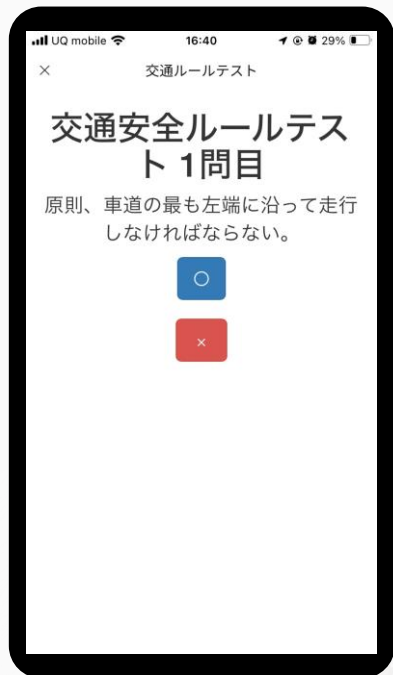 UQ mobile 16:40 29%
× 交通ルールテスト
交通安全ルールテス
ト 1問目
原則、車道の最も左端に沿って走行
しなければならない。
○
×